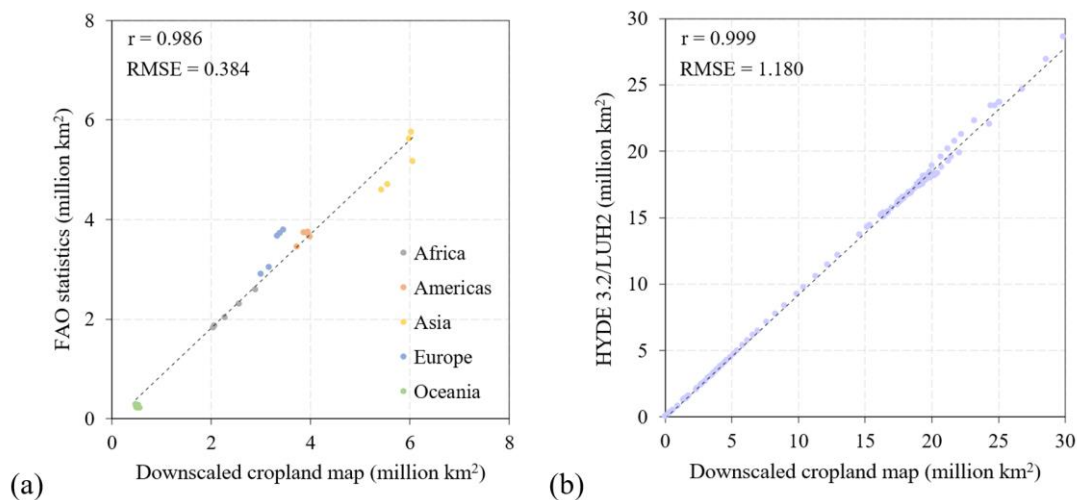 r = 0.986
RMSE = 0.384
8
6
4
2
0
FAO statistics (million km²)
Africa
Americas
Asia
Europe
Oceania
0 2 4 6 8
Downscaled cropland map (million km²)
(a)
r = 0.999
RMSE = 1.180
30
25
20
15
10
5
0
HYDE 3.2/LUH2 (million km²)
0 5 10 15 20 25 30
Downscaled cropland map (million km²)
(b)